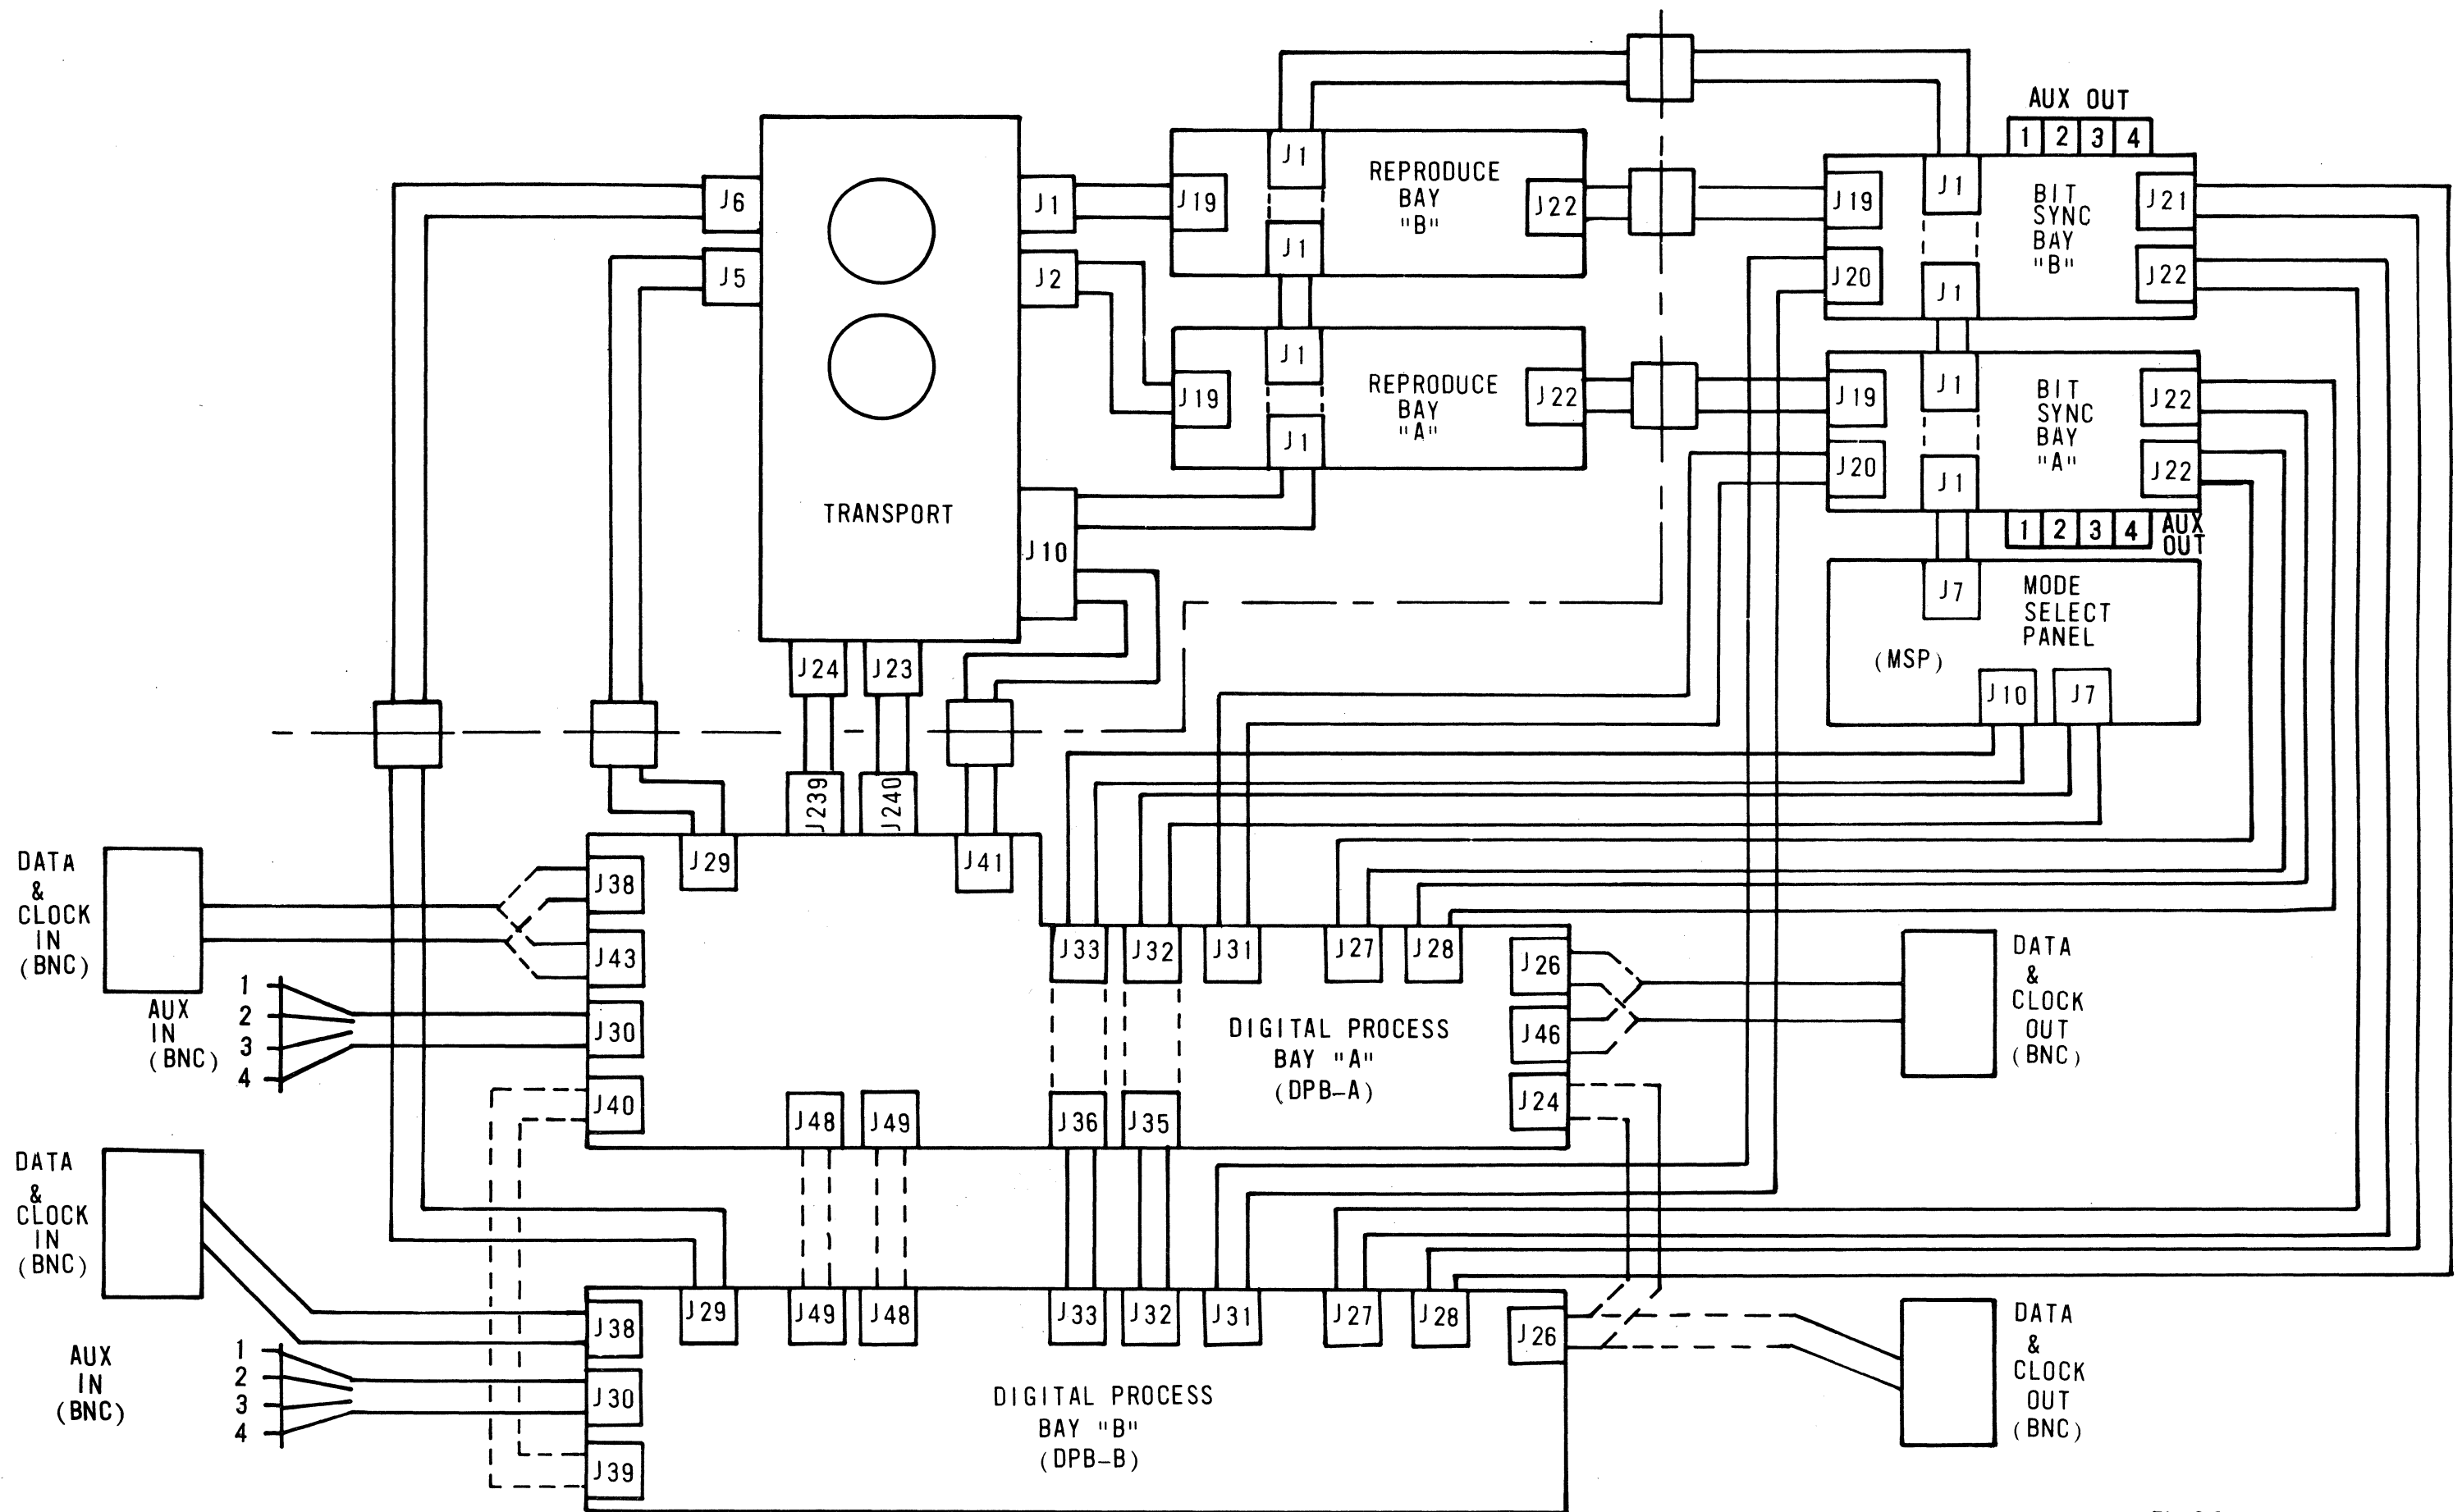 AUX OUT
1 2 3 4
J1
REPRODUCE
BAY
"B"
J1
BIT
SYNC
BAY
"B"
J6
J1
J19
J22
J19
J21
J5
J2
J1
J20
J1
J22
J1
REPRODUCE
BAY
"A"
J19
J22
J1
J19
J1
BIT
SYNC
BAY
"A"
J22
J20
J1
J22
TRANSPORT
J10
1 2 3 4
AUX
OUT
J7
MODE
SELECT
PANEL
(MSP)
J10
J7
J24
J23
J239
J240
DATA
&
CLOCK
IN
(BNC)
J38
J29
J41
J43
J33
J32
J31
J27
J28
J26
DATA
&
CLOCK
OUT
(BNC)
AUX
IN
(BNC)
1
2
3
4
J30
J46
DIGITAL PROCESS
BAY "A"
(DPB-A)
J40
J48
J49
J36
J35
J24
DATA
&
CLOCK
IN
(BNC)
J38
J29
J49
J48
J33
J32
J31
J27
J28
J26
DATA
&
CLOCK
OUT
(BNC)
AUX
IN
(BNC)
1
2
3
4
J30
DIGITAL PROCESS
BAY "B"
(DPB-B)
J39